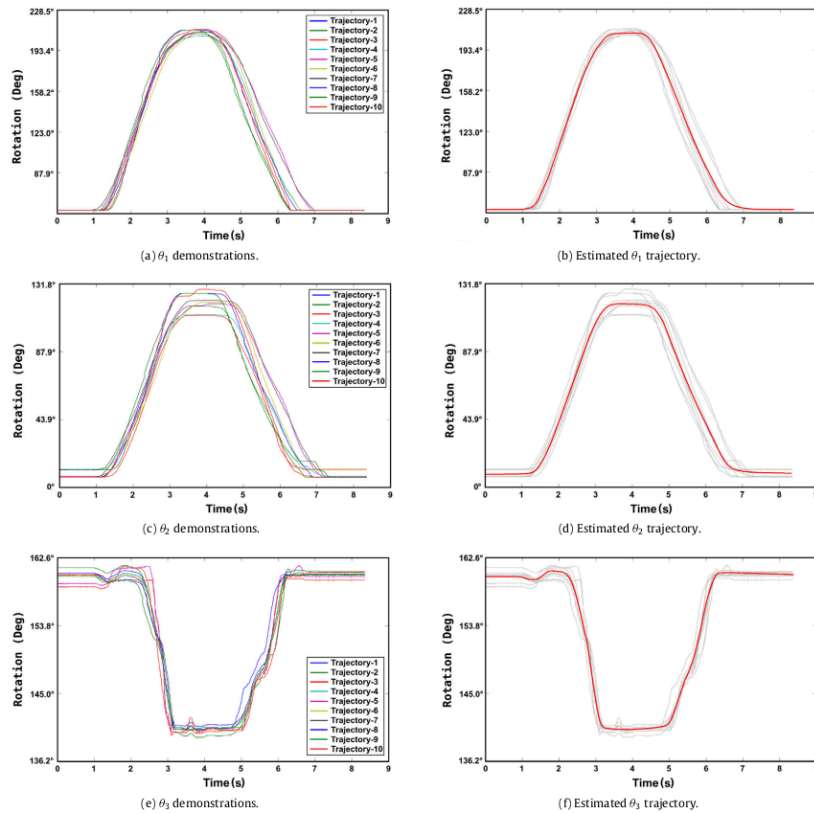 228.5°
193.4°
158.2°
123.0°
87.9°
Rotation (Deg)
Trajectory-1
Trajectory-2
Trajectory-3
Trajectory-4
Trajectory-5
Trajectory-6
Trajectory-7
Trajectory-8
Trajectory-9
Trajectory-10
0 1 2 3 4 5 6 7 8 9
Time(s)
(a) θ1 demonstrations.
228.5°
193.4°
158.2°
123.0°
87.9°
Rotation (Deg)
0 1 2 3 4 5 6 7 8
Time(s)
(b) Estimated θ1 trajectory.
131.8°
87.9°
43.9°
0°
Rotation (Deg)
Trajectory-1
Trajectory-2
Trajectory-3
Trajectory-4
Trajectory-5
Trajectory-6
Trajectory-7
Trajectory-8
Trajectory-9
Trajectory-10
0 1 2 3 4 5 6 7 8 9
Time(s)
(c) θ2 demonstrations.
131.8°
87.9°
43.9°
0°
Rotation (Deg)
0 1 2 3 4 5 6 7 8
Time(s)
(d) Estimated θ2 trajectory.
162.6°
153.8°
145.0°
136.2°
Rotation (Deg)
Trajectory-1
Trajectory-2
Trajectory-3
Trajectory-4
Trajectory-5
Trajectory-6
Trajectory-7
Trajectory-8
Trajectory-9
Trajectory-10
0 1 2 3 4 5 6 7 8 9
Time(s)
(e) θ3 demonstrations.
162.6°
153.8°
145.0°
136.2°
Rotation (Deg)
0 1 2 3 4 5 6 7 8
Time(s)
(f) Estimated θ3 trajectory.